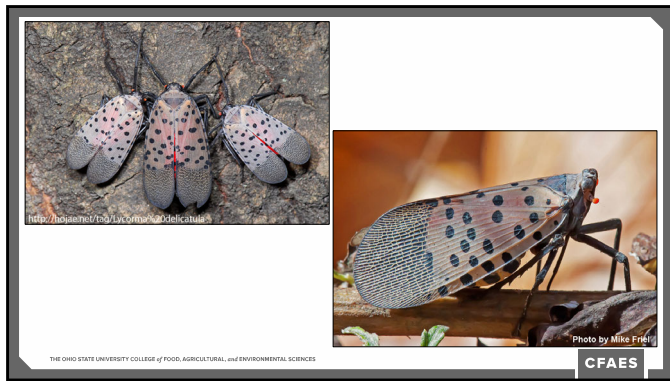 http://hojae.net/tag/Lycorma%20delicatula
Photo by Mike Friel
THE OHIO STATE UNIVERSITY COLLEGE of FOOD, AGRICULTURAL, and ENVIRONMENTAL SCIENCES
CFAES